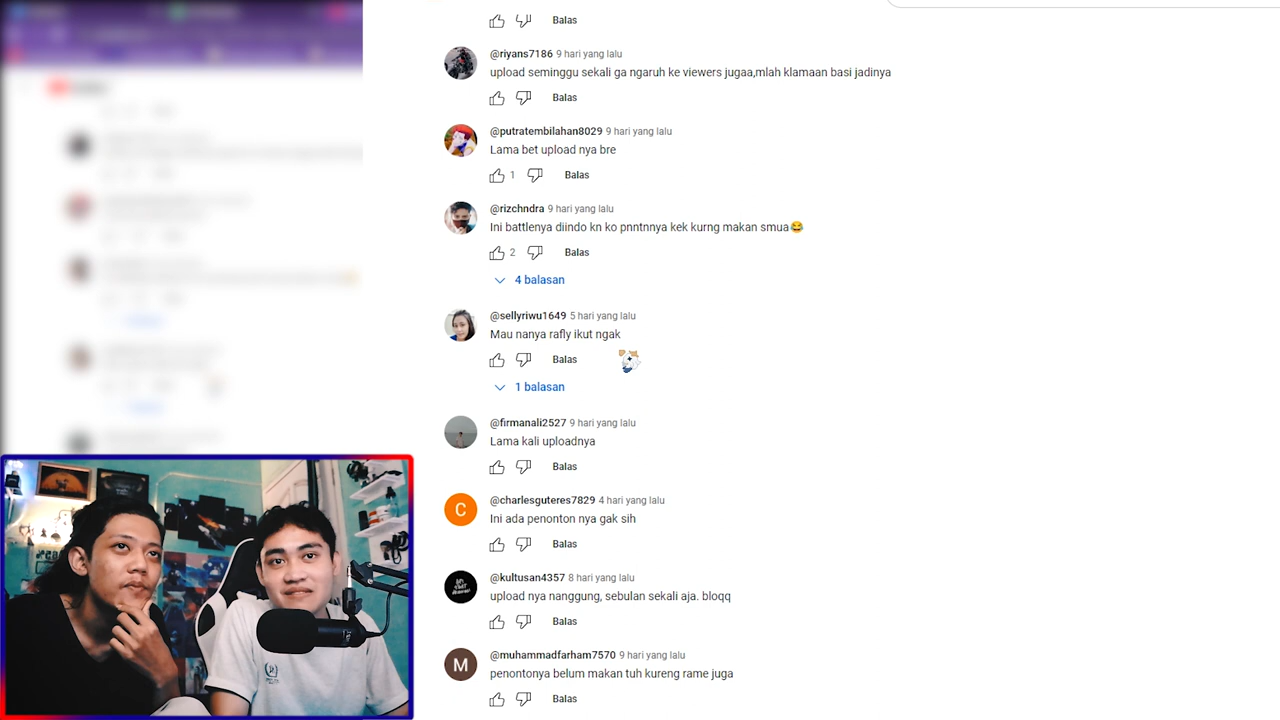 Balas
@riyans7186 9 hari yang lalu
upload seminggu sekali ga ngaruh ke viewers jugaa,mlah klamaan basi jadinya
Balas
@putratembilahan8029 9 hari yang lalu
Lama bet upload nya bre
1 Balas
@rizchndra 9 hari yang lalu
Ini battlenya diindo kn ko pnntnnya kek kurng makan smua😂
2 Balas
4 balasan
@sellyriwu1649 5 hari yang lalu
Mau nanya rafly ikut ngak
Balas
1 balasan
@firmanali2527 9 hari yang lalu
Lama kali uploadnya
Balas
C
@charlesguteres7829 4 hari yang lalu
Ini ada penonton nya gak sih
Balas
@kultusan4357 8 hari yang lalu
upload nya nanggung, sebulan sekali aja. bloqq
Balas
M
@muhammadfarham7570 9 hari yang lalu
penontonya belum makan tuh kureng rame juga
Balas